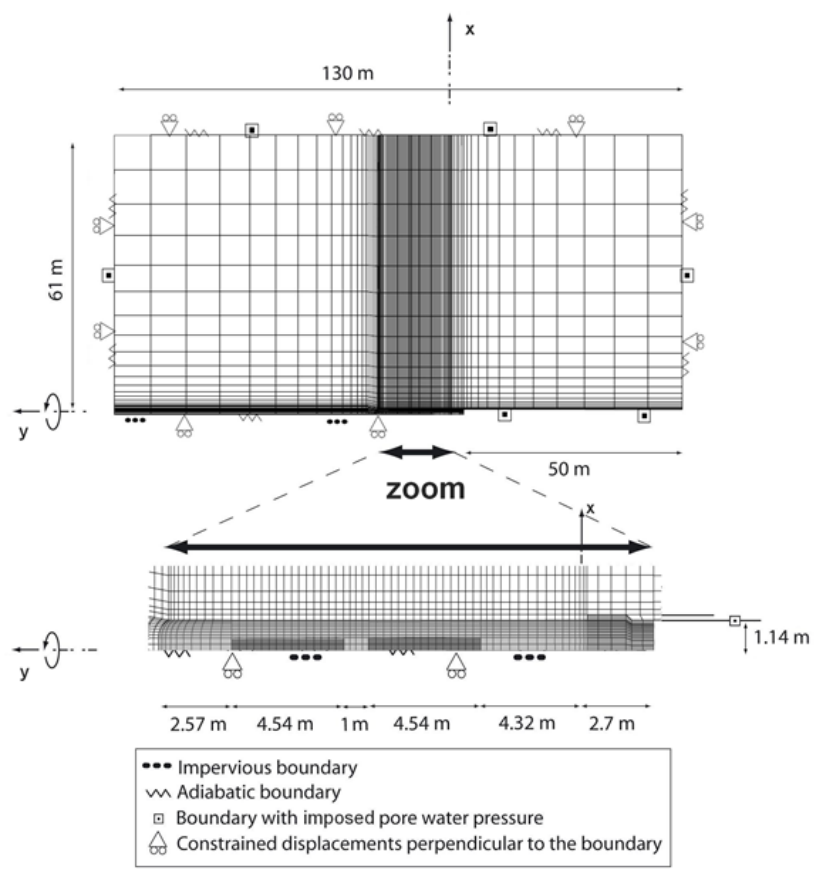 x
130 m
61 m
y
50 m
zoom
x
1.14 m
y
2.57 m 4.54 m 1 m 4.54 m 4.32 m 2.7 m
Impervious boundary
Adiabatic boundary
Boundary with imposed pore water pressure
Constrained displacements perpendicular to the boundary